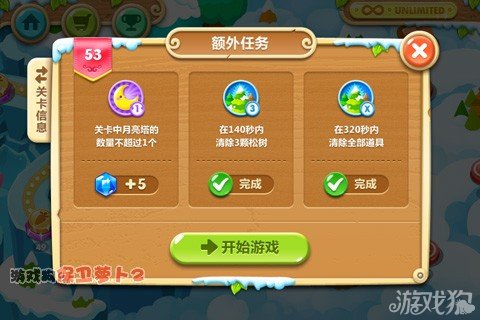 UNLIMITED
额外任务
53
关卡信息
1
3
X
关卡中月亮塔的
数量不超过1个
在140秒内
清除3颗松树
在320秒内
清除全部道具
+5
完成
完成
开始游戏
游戏狗保卫萝卜2
游戏狗